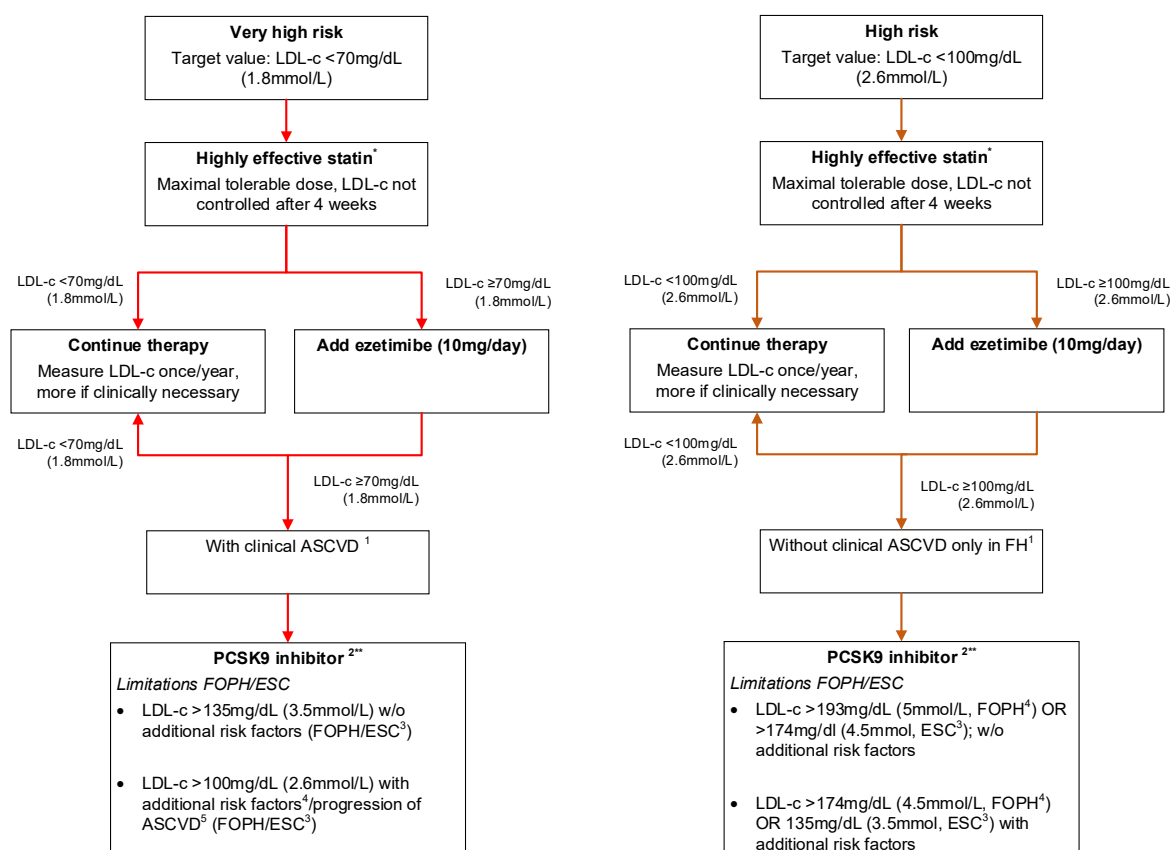 Very high risk
Target value: LDL-c <70mg/dL
(1.8mmol/L)
Highly effective statin*
Maximal tolerable dose, LDL-c not
controlled after 4 weeks
LDL-c <70mg/dL
(1.8mmol/L)
LDL-c ≥70mg/dL
(1.8mmol/L)
Continue therapy
Measure LDL-c once/year,
more if clinically necessary
Add ezetimibe (10mg/day)
LDL-c <70mg/dL
(1.8mmol/L)
LDL-c ≥70mg/dL
(1.8mmol/L)
With clinical ASCVD 1
PCSK9 inhibitor 2**
Limitations FOPH/ESC
• LDL-c >135mg/dL (3.5mmol/L) w/o
additional risk factors (FOPH/ESC3)
• LDL-c >100mg/dL (2.6mmol/L) with
additional risk factors4/progression of
ASCVD5 (FOPH/ESC3)
High risk
Target value: LDL-c <100mg/dL
(2.6mmol/L)
Highly effective statin*
Maximal tolerable dose, LDL-c not
controlled after 4 weeks
LDL-c <100mg/dL
(2.6mmol/L)
LDL-c ≥100mg/dL
(2.6mmol/L)
Continue therapy
Measure LDL-c once/year,
more if clinically necessary
Add ezetimibe (10mg/day)
LDL-c <100mg/dL
(2.6mmol/L)
LDL-c ≥100mg/dL
(2.6mmol/L)
Without clinical ASCVD only in FH1
PCSK9 inhibitor 2**
Limitations FOPH/ESC
• LDL-c >193mg/dL (5mmol/L, FOPH4) OR
>174mg/dl (4.5mmol, ESC3); w/o
additional risk factors
• LDL-c >174mg/dL (4.5mmol/L, FOPH4)
OR 135mg/dL (3.5mmol, ESC3) with
additional risk factors